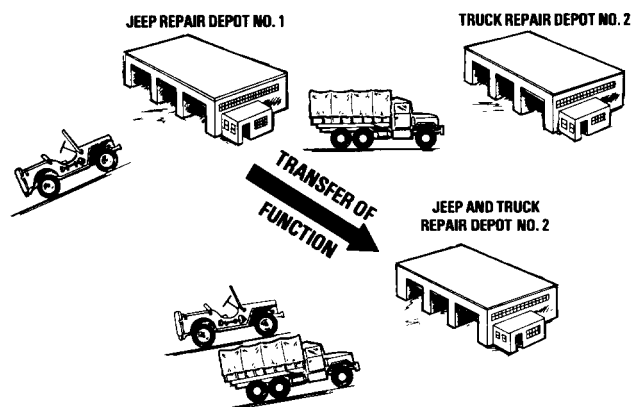 JEEP REPAIR DEPOT NO. 1
TRUCK REPAIR DEPOT NO. 2
TRANSFER OF
FUNCTION
JEEP AND TRUCK
REPAIR DEPOT NO. 2